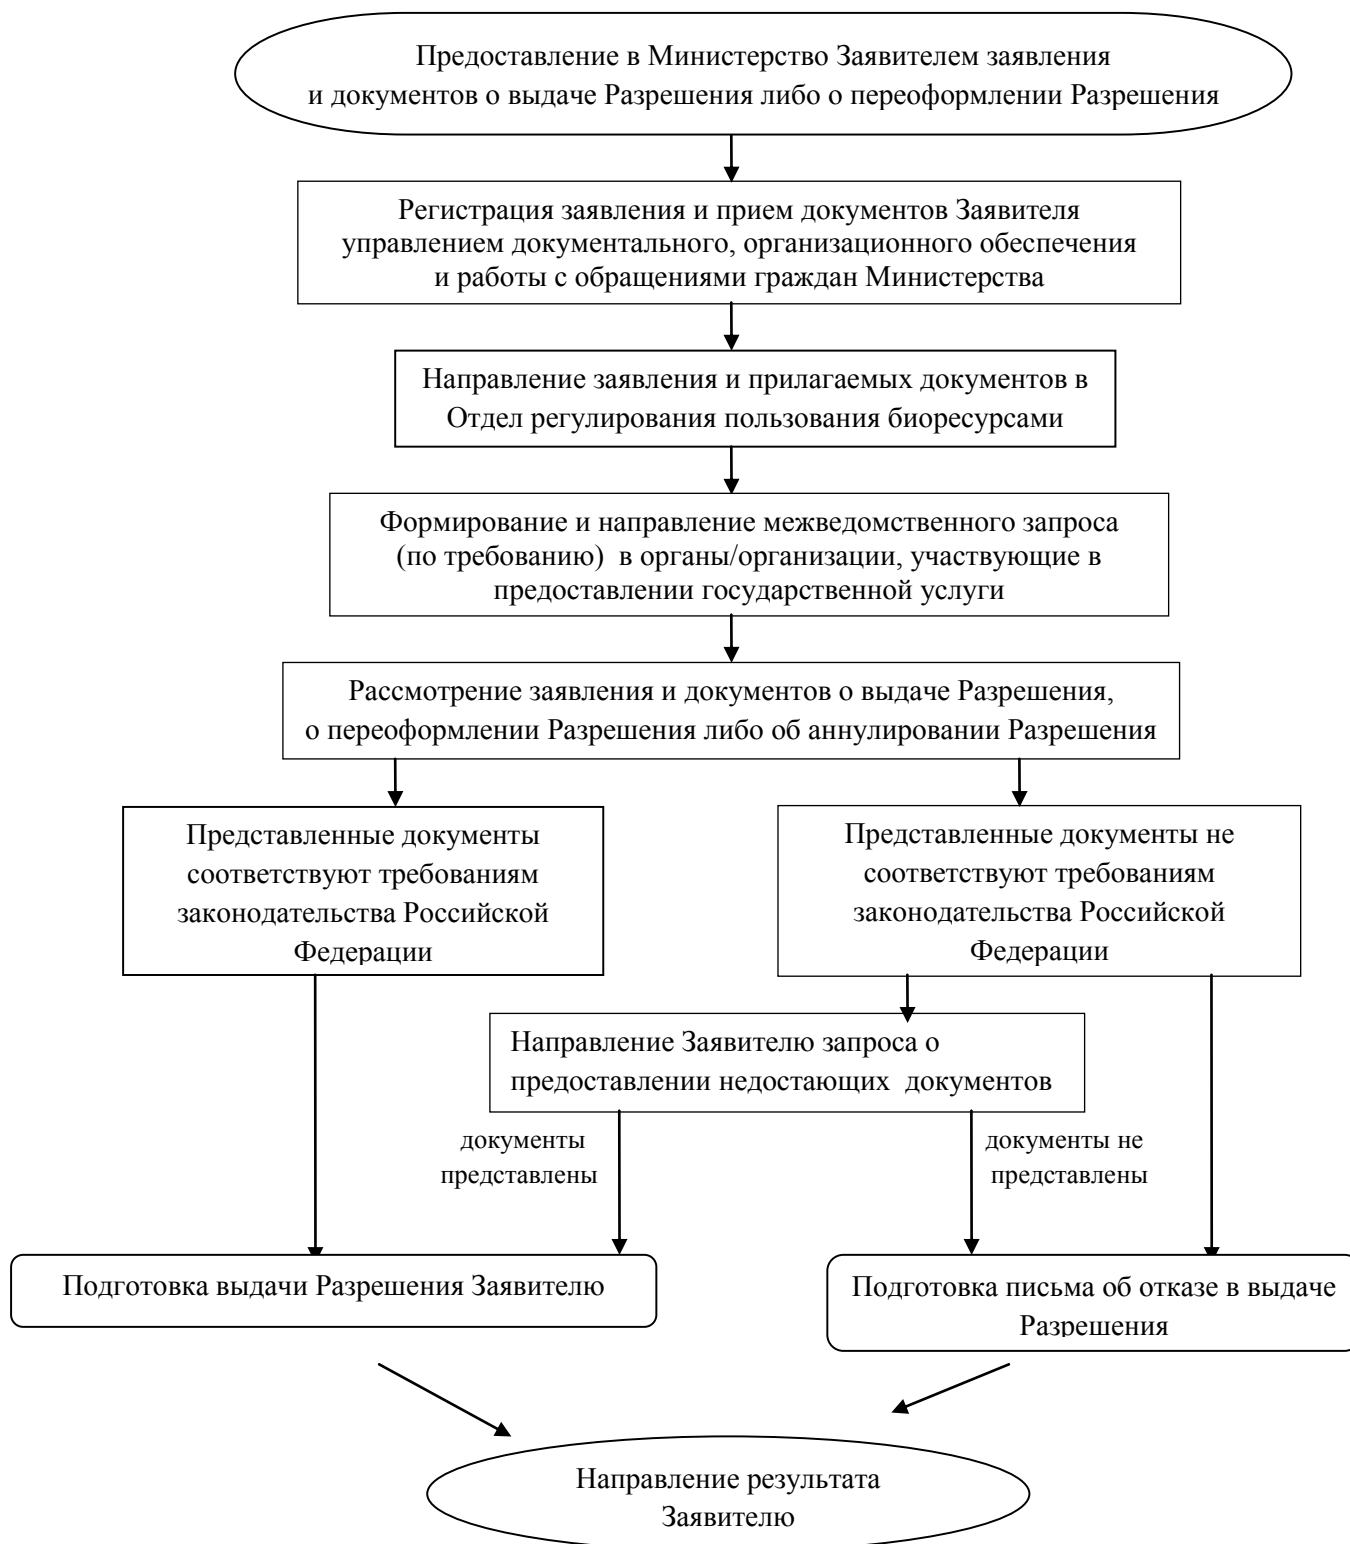 Предоставление в Министерство Заявителем заявления
и документов о выдаче Разрешения либо о переоформлении Разрешения
Регистрация заявления и прием документов Заявителя
управлением документального, организационного обеспечения
и работы с обращениями граждан Министерства
Направление заявления и прилагаемых документов в
Отдел регулирования пользования биоресурсами
Формирование и направление межведомственного запроса
(по требованию) в органы/организации, участвующие в
предоставлении государственной услуги
Рассмотрение заявления и документов о выдаче Разрешения,
о переоформлении Разрешения либо об аннулировании Разрешения
Представленные документы
соответствуют требованиям
законодательства Российской
Федерации
Представленные документы не
соответствуют требованиям
законодательства Российской
Федерации
Направление Заявителю запроса о
предоставлении недостающих документов
документы
представлены
документы не
представлены
Подготовка выдачи Разрешения Заявителю
Подготовка письма об отказе в выдаче
Разрешения
Направление результата
Заявителю